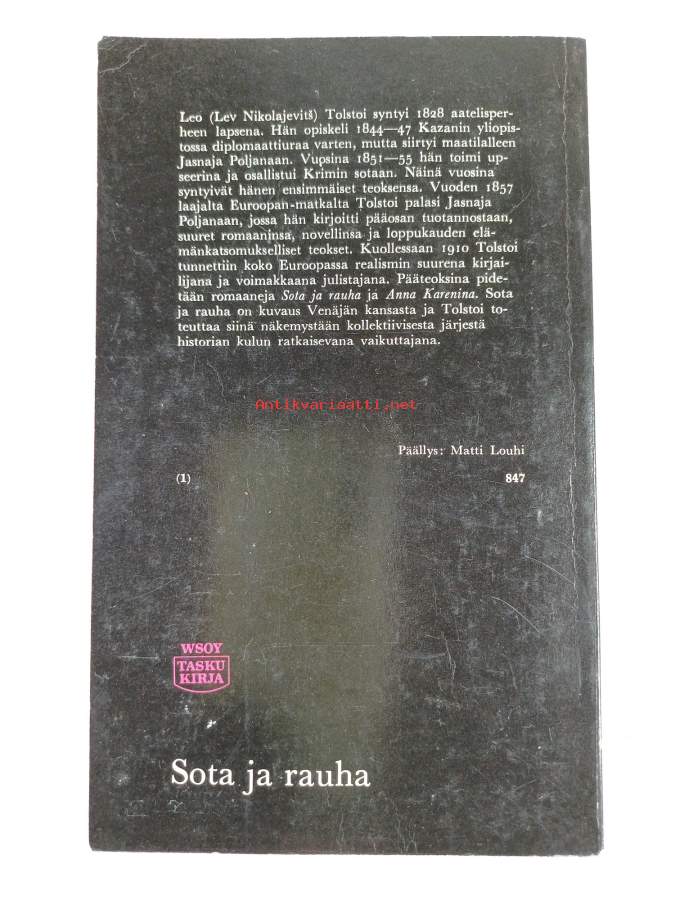 Leo (Lev Nikolajevitš) Tolstoi syntyi 1828 aatelisper-
heen lapsena. Hän opiskeli 1844—47 Kazanin yliopis-
tossa diplomaattiuraa varten, mutta siirtyi maatilalleen
Jasnaja Poljanaan. Vupsina 1851—55 hän toimi up-
seerina ja osallistui Krimin sotaan. Näinä vuosina
syntyivät hänen ensimmäiset teoksensa. Vuoden 1857
laajalta Euroopan-matkalta Tolstoi palasi Jasnaja
Poljanaan, jossa hän kirjoitti pääosan tuotannostaan,
suuret romaaninsa, novellinsa ja loppukauden elä-
mänkatsomukselliset teokset. Kuollessaan 1910 Tolstoi
tunnettiin koko Euroopassa realismin suurena kirjai-
lijana ja voimakkaana julistajana. Pääteoksina pide-
tään romaaneja Sota ja rauha ja Anna Karenina. Sota
ja rauha on kuvaus Venäjän kansasta ja Tolstoi to-
teuttaa siinä näkemystään kollektiivisesta järjestä
historian kulun ratkaisevana vaikuttajana.
Antikvariaatti.net
Päällys: Matti Louhi
(1) 847
WSOY
TASKU
KIRJA
Sota ja rauha